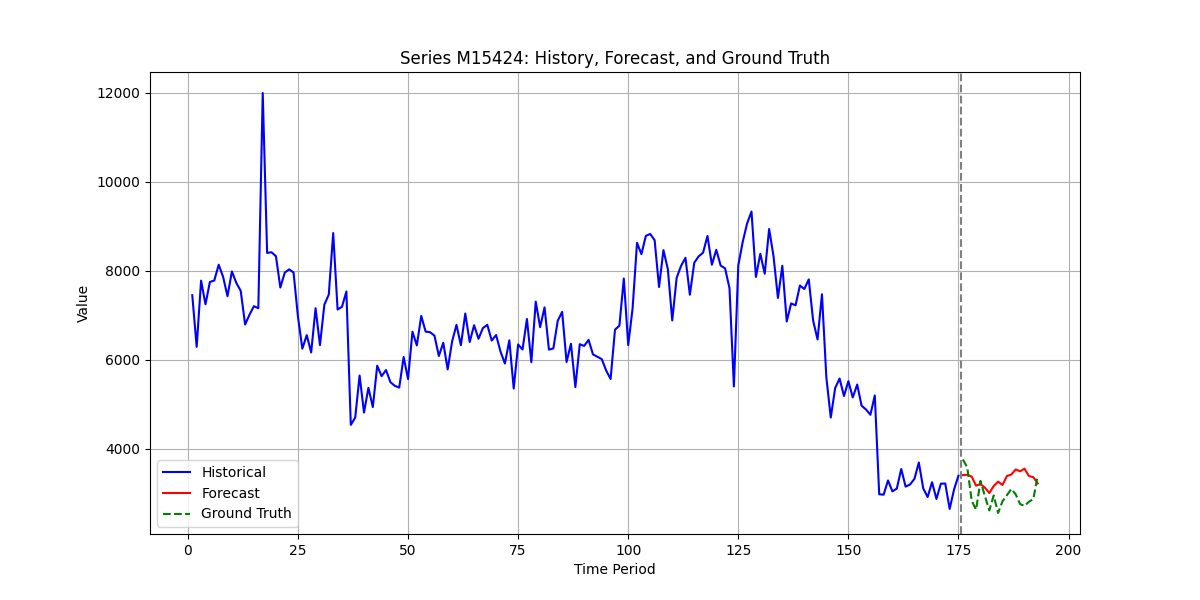 Series M15424: History, Forecast, and Ground Truth
12000
10000
8000
6000
4000
Value
Historical
Forecast
Ground Truth
0 25 50 75 100 125 150 175 200
Time Period